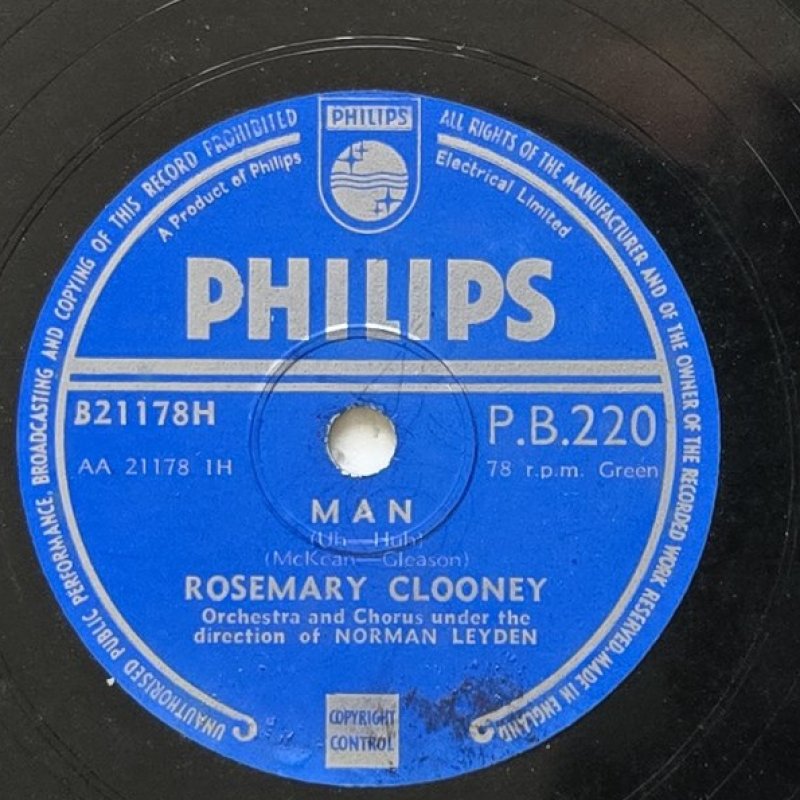 PHILIPS
UNAUTHORISED PUBLIC PERFORMANCE, BROADCASTING AND COPYING OF THIS RECORD PROHIBITED
ALL RIGHTS OF THE MANUFACTURER AND OF THE OWNER OF THE RECORDED WORK RESERVED. MADE IN ENGLAND
A Product of Philips Electrical Limited
PHILIPS
B21178H
P.B.220
AA 21178 1H
78 r.p.m. Green
MAN
(Uh—Huh)
(McKean—Gleason)
ROSEMARY CLOONEY
Orchestra and Chorus under the
direction of NORMAN LEYDEN
COPYRIGHT
CONTROL